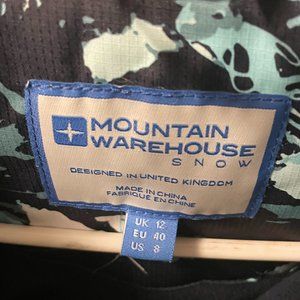 MOUNTAIN
WAREHOUSE
SNOW
DESIGNED IN UNITED KINGDOM
MADE IN CHINA
FABRIQUÉ EN CHINE
UK 12
EU 40
US 8